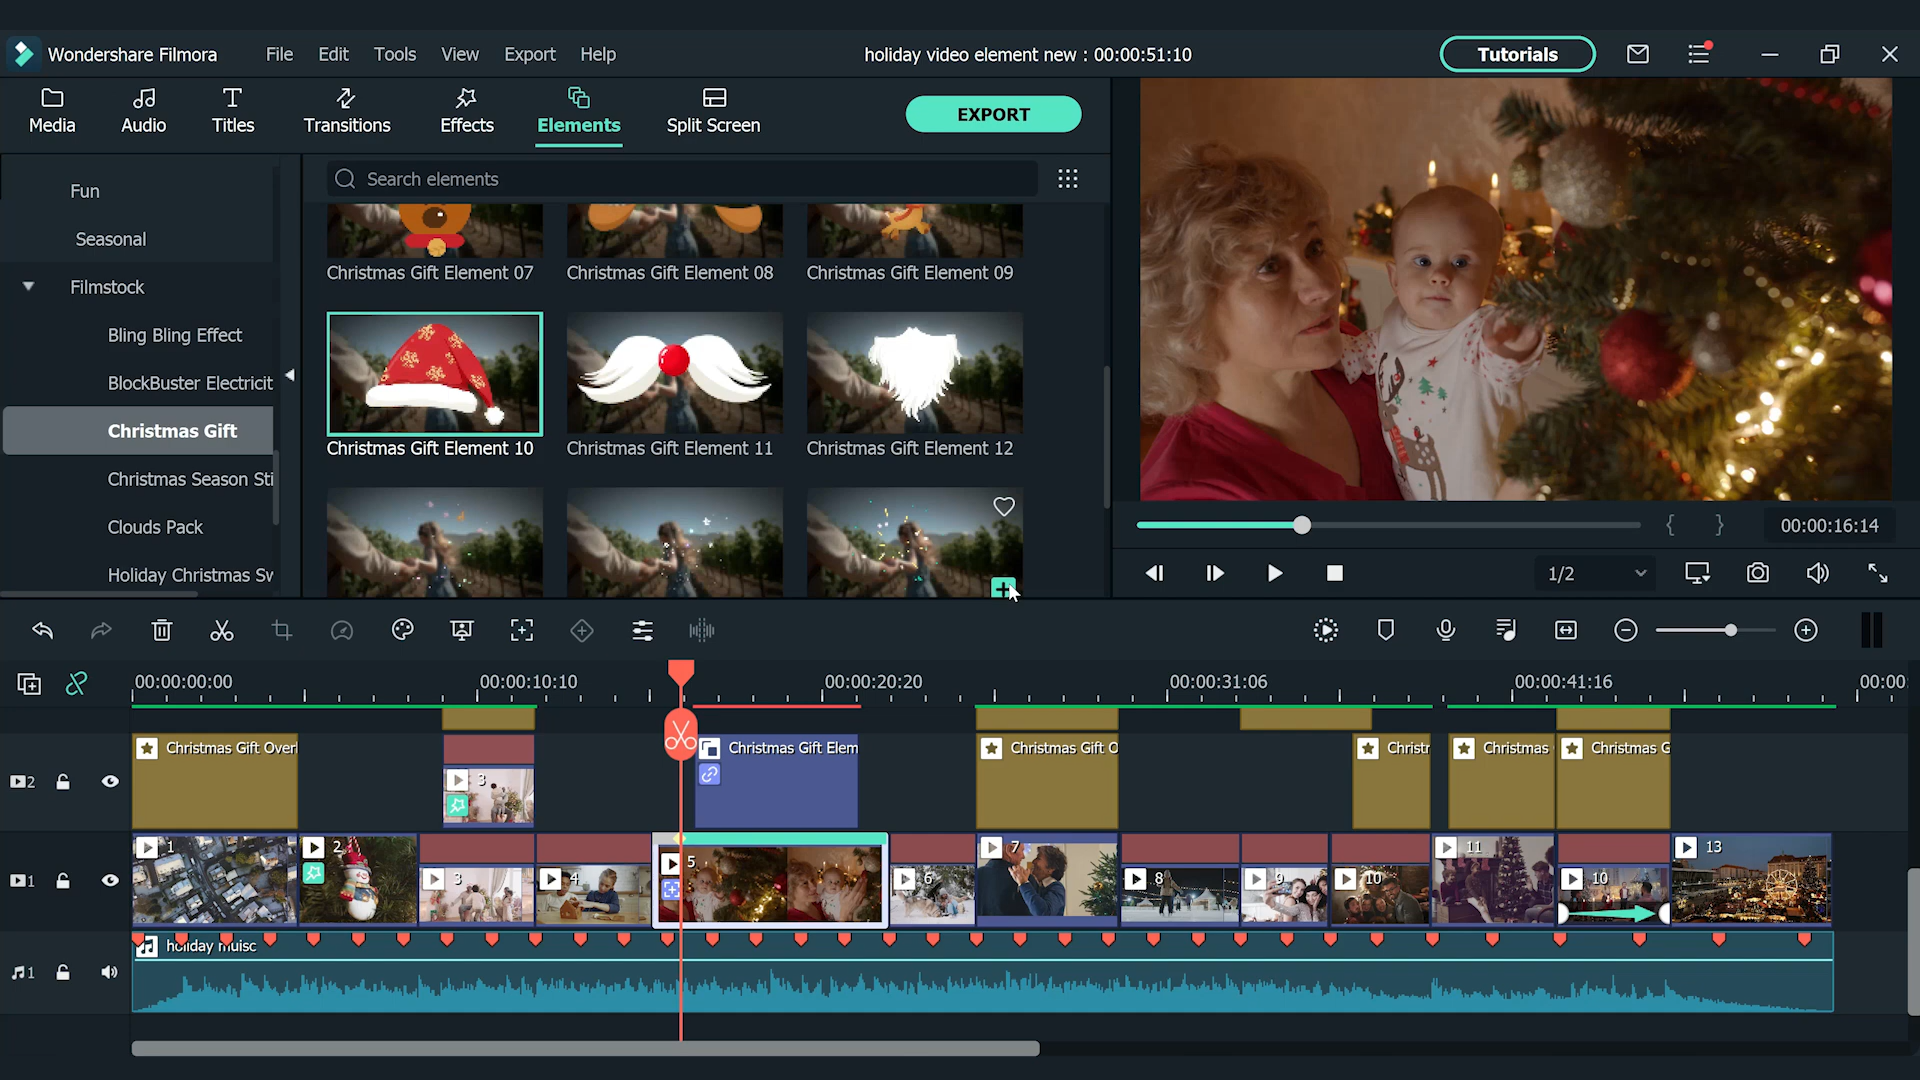 Wondershare Filmora File Edit Tools View Export Help holiday video element new : 00:00:51:10 Tutorials
Media Audio Titles Transitions Effects Elements Split Screen EXPORT
Search elements
Fun
Seasonal
Filmstock
Bling Bling Effect
BlockBuster Electricit
Christmas Gift
Christmas Season Sti
Clouds Pack
Holiday Christmas Sv
Christmas Gift Element 07 Christmas Gift Element 08 Christmas Gift Element 09
Christmas Gift Element 10 Christmas Gift Element 11 Christmas Gift Element 12
{ } 00:00:16:14
1/2
00:00:00:00 00:00:10:10 00:00:20:20 00:00:31:06 00:00:41:16 00:00:
2 Christmas Gift Overl 3 Christmas Gift Elem Christmas Gift O Christr Christmas Christmas G
1 1 2 3 4 5 6 7 8 9 10 11 10 13
1 holiday muisc